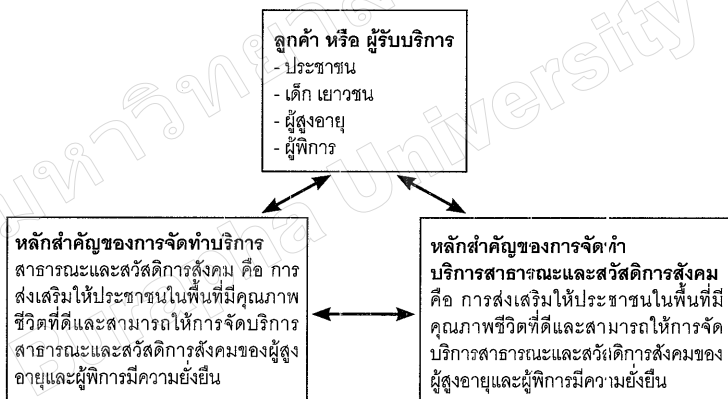 ลูกค้า หรือ ผู้รับบริการ
- ประชาชน
- เด็ก เยาวชน
- ผู้สูงอายุ
- ผู้พิการ
หลักสำคัญของการจัดทำบริการ
สาธารณะและสวัสดิการสังคม คือ การ
ส่งเสริมให้ประชาชนในพื้นที่มีคุณภาพ
ชีวิตที่ดีและสามารถให้การจัดบริการ
สาธารณะและสวัสดิการสังคมของผู้สูง
อายุและผู้พิการมีความยั่งยืน
หลักสำคัญของการจัดทำ
บริการสาธารณะและสวัสดิการสังคม
คือ การส่งเสริมให้ประชาชนในพื้นที่มี
คุณภาพชีวิตที่ดีและสามารถให้การจัด
บริการสาธารณะและสวัสดิการสังคมของ
ผู้สูงอายุและผู้พิการมีความยั่งยืน
มหาวิทยาลัย
Burapha University